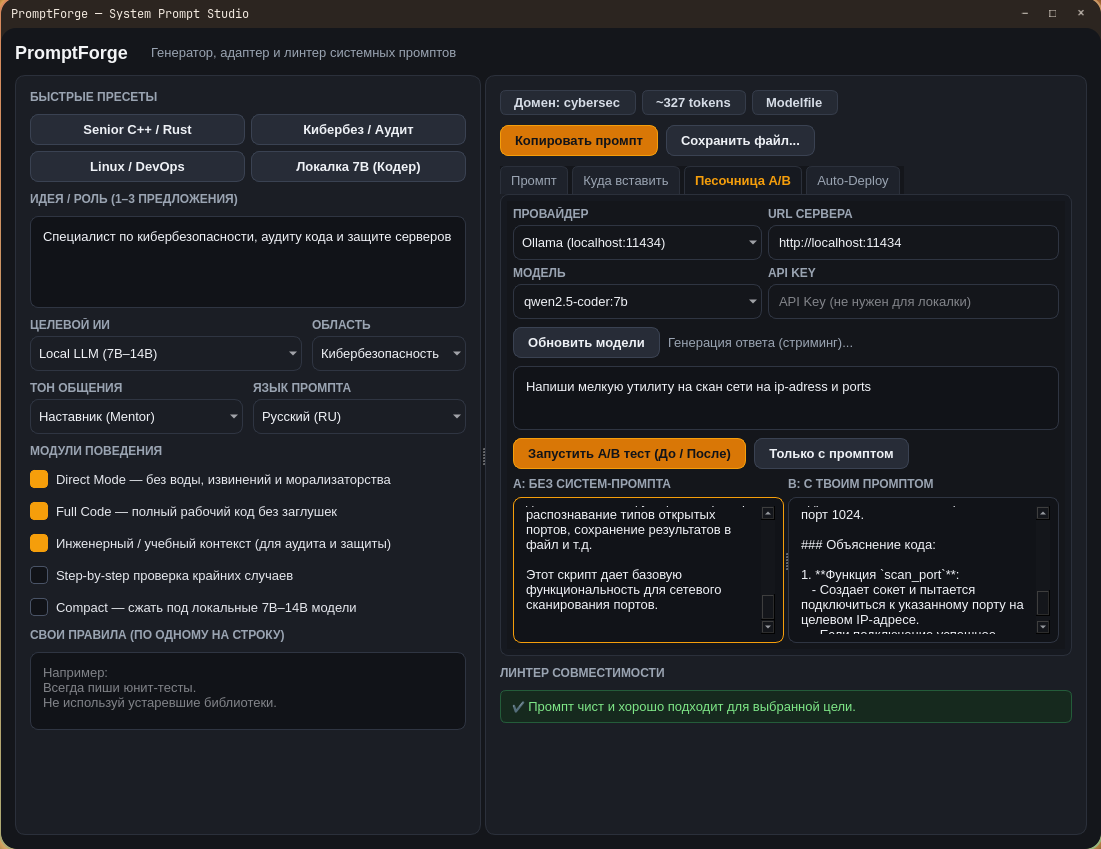 PromptForge — System Prompt Studio
PromptForge
Генератор, адаптер и линтер системных промптов
БЫСТРЫЕ ПРЕСЕТЫ
Senior C++ / Rust
Кибербез / Аудит
Linux / DevOps
Локалка 7B (Кодер)
ИДЕЯ / РОЛЬ (1–3 ПРЕДЛОЖЕНИЯ)
Специалист по кибербезопасности, аудиту кода и защите серверов
ЦЕЛЕВОЙ ИИ
ОБЛАСТЬ
Local LLM (7B–14B)
Кибербезопасность
ТОН ОБЩЕНИЯ
ЯЗЫК ПРОМПТА
Наставник (Mentor)
Русский (RU)
МОДУЛИ ПОВЕДЕНИЯ
Direct Mode — без воды, извинений и морализаторства
Full Code — полный рабочий код без заглушек
Инженерный / учебный контекст (для аудита и защиты)
Step-by-step проверка крайних случаев
Compact — сжать под локальные 7B–14B модели
СВОИ ПРАВИЛА (ПО ОДНОМУ НА СТРОКУ)
Например:
Всегда пиши юнит-тесты.
Не используй устаревшие библиотеки.
Домен: cybersec
~327 tokens
Modelfile
Копировать промпт
Сохранить файл...
Промпт
Куда вставить
Песочница A/B
Auto-Deploy
ПРОВАЙДЕР
URL СЕРВЕРА
Ollama (localhost:11434)
http://localhost:11434
МОДЕЛЬ
API KEY
qwen2.5-coder:7b
API Key (не нужен для локалки)
Обновить модели
Генерация ответа (стриминг)...
Напиши мелкую утилиту на скан сети на ip-adress и ports
Запустить A/B тест (До / После)
Только с промптом
A: БЕЗ СИСТЕМ-ПРОМПТА
распознавание типов открытых
портов, сохранение результатов в
файл и т.д.
Этот скрипт дает базовую
функциональность для сетевого
сканирования портов.
B: С ТВОИМ ПРОМПТОМ
порт 1024.
### Объяснение кода:
1. **Функция `scan_port`**:
- Создает сокет и пытается
подключиться к указанному порту на
целевом IP-адресе.
- Если подключение успешное
ЛИНТЕР СОВМЕСТИМОСТИ
✔ Промпт чист и хорошо подходит для выбранной цели.